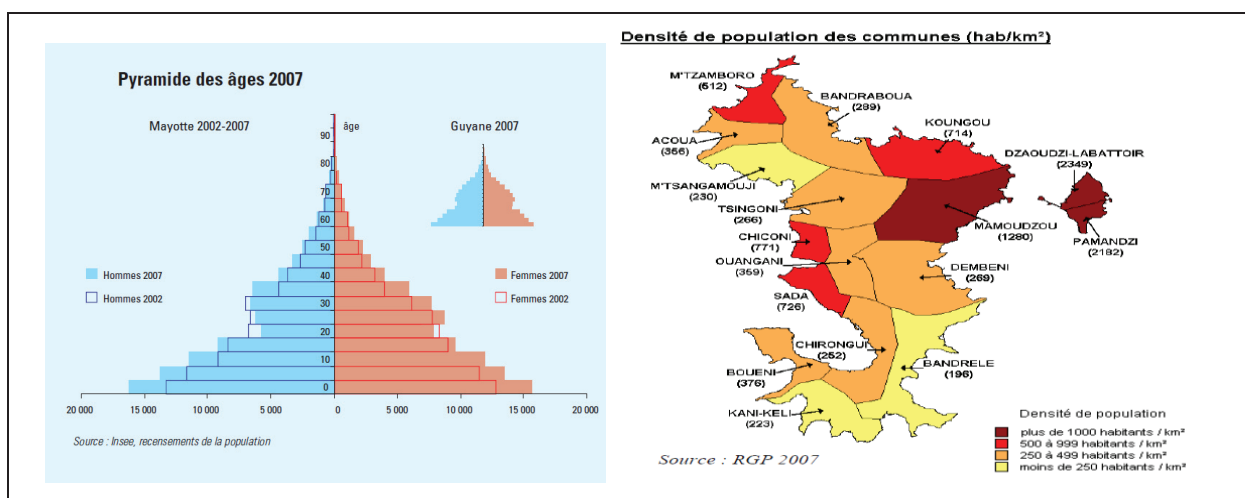 Pyramide des âges 2007
Mayotte 2002-2007
âge
Guyane 2007
90
80
70
60
50
40
30
20
10
0
Hommes 2007
Hommes 2002
Femmes 2007
Femmes 2002
20 000
15 000
10 000
5 000
0
5 000
10 000
15 000
20 000
Source : Insee, recensements de la population
Densité de population des communes (hab/km²)
M'TZAMBORO
(512)
BANDRABOUA
(289)
KOUNGOU
(714)
ACOUA
(356)
DZAOUDZI-LABATTOIR
(2349)
M'TSANGAMOUJI
(230)
TSINGONI
(266)
MAMOUDZOU
(1280)
PAMANDZI
(2182)
CHICONI
(771)
OUANGANI
(359)
DEMBENI
(269)
SADA
(726)
CHIRONGUI
(252)
BOUENI
(376)
BANDRELE
(196)
KANI-KELI
(223)
Densité de population
plus de 1000 habitants / km²
500 à 999 habitants / km²
250 à 499 habitants / km²
moins de 250 habitants / km²
Source : RGP 2007